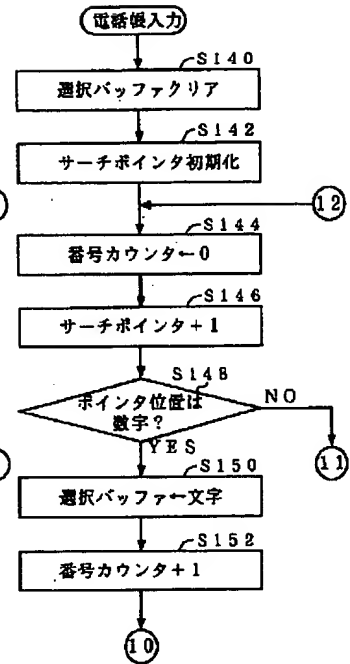 電話帳入力
S140
選択バッファクリア
S142
サーチポインタ初期化
12
S144
番号カウンタ←0
S146
サーチポインタ+1
S148
ポインタ位置は
数字?
NO
YES
11
S150
選択バッファ←文字
S152
番号カウンタ+1
10